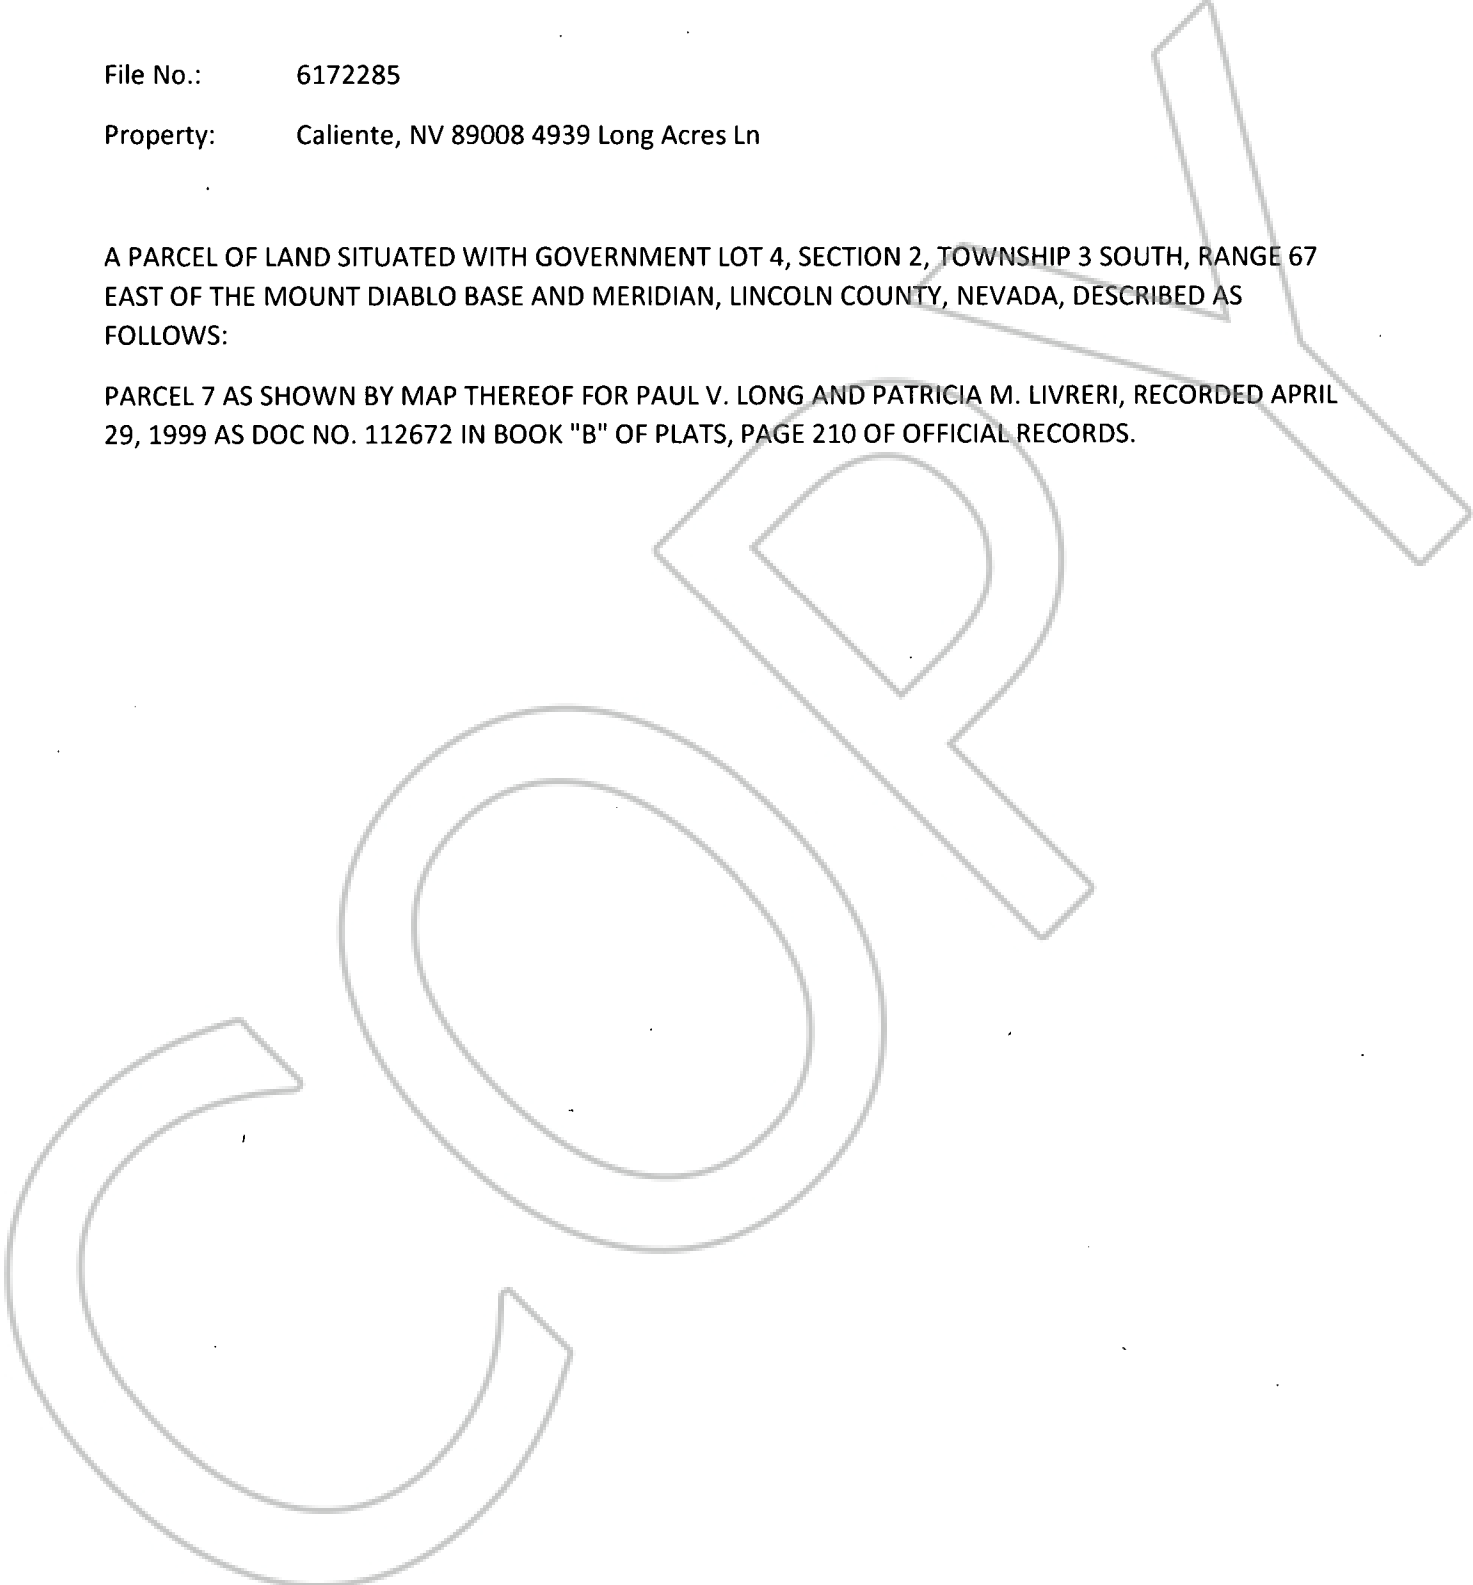 File No.: 6172285
Property: Caliente, NV 89008 4939 Long Acres Ln
A PARCEL OF LAND SITUATED WITH GOVERNMENT LOT 4, SECTION 2, TOWNSHIP 3 SOUTH, RANGE 67
EAST OF THE MOUNT DIABLO BASE AND MERIDIAN, LINCOLN COUNTY, NEVADA, DESCRIBED AS
FOLLOWS:
PARCEL 7 AS SHOWN BY MAP THEREOF FOR PAUL V. LONG AND PATRICIA M. LIVRERI, RECORDED APRIL
29, 1999 AS DOC NO. 112672 IN BOOK "B" OF PLATS, PAGE 210 OF OFFICIAL RECORDS.
COPY